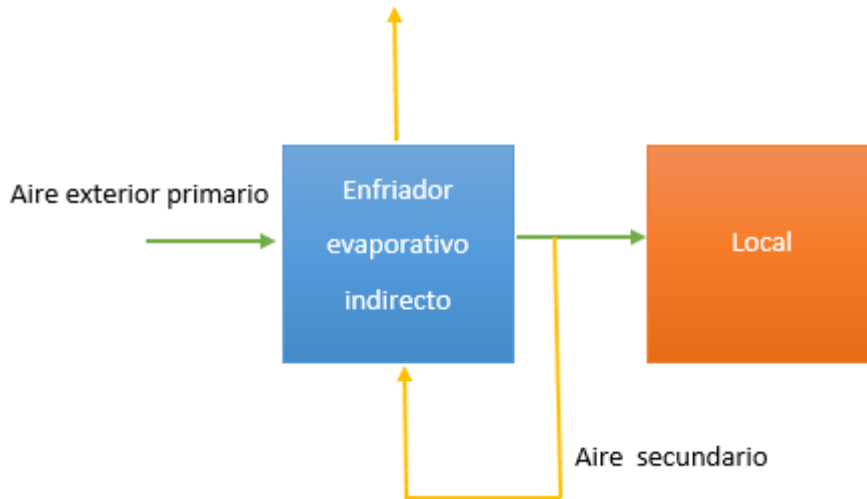 Aire exterior primario
Enfriador
evaporativo
indirecto
Local
Aire  secundario